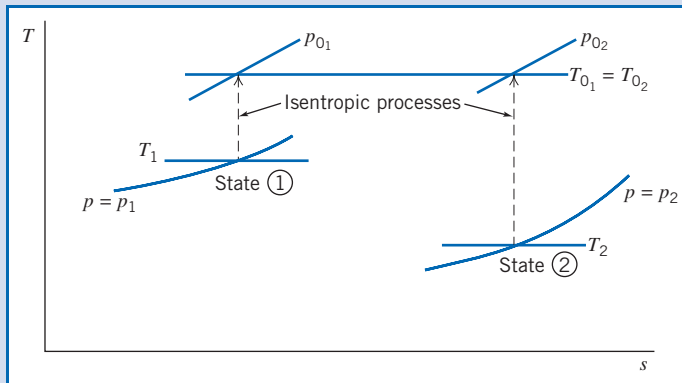 T
p01
p02
T01 = T02
Isentropic processes
T1
State 1
p = p1
p = p2
T2
State 2
s